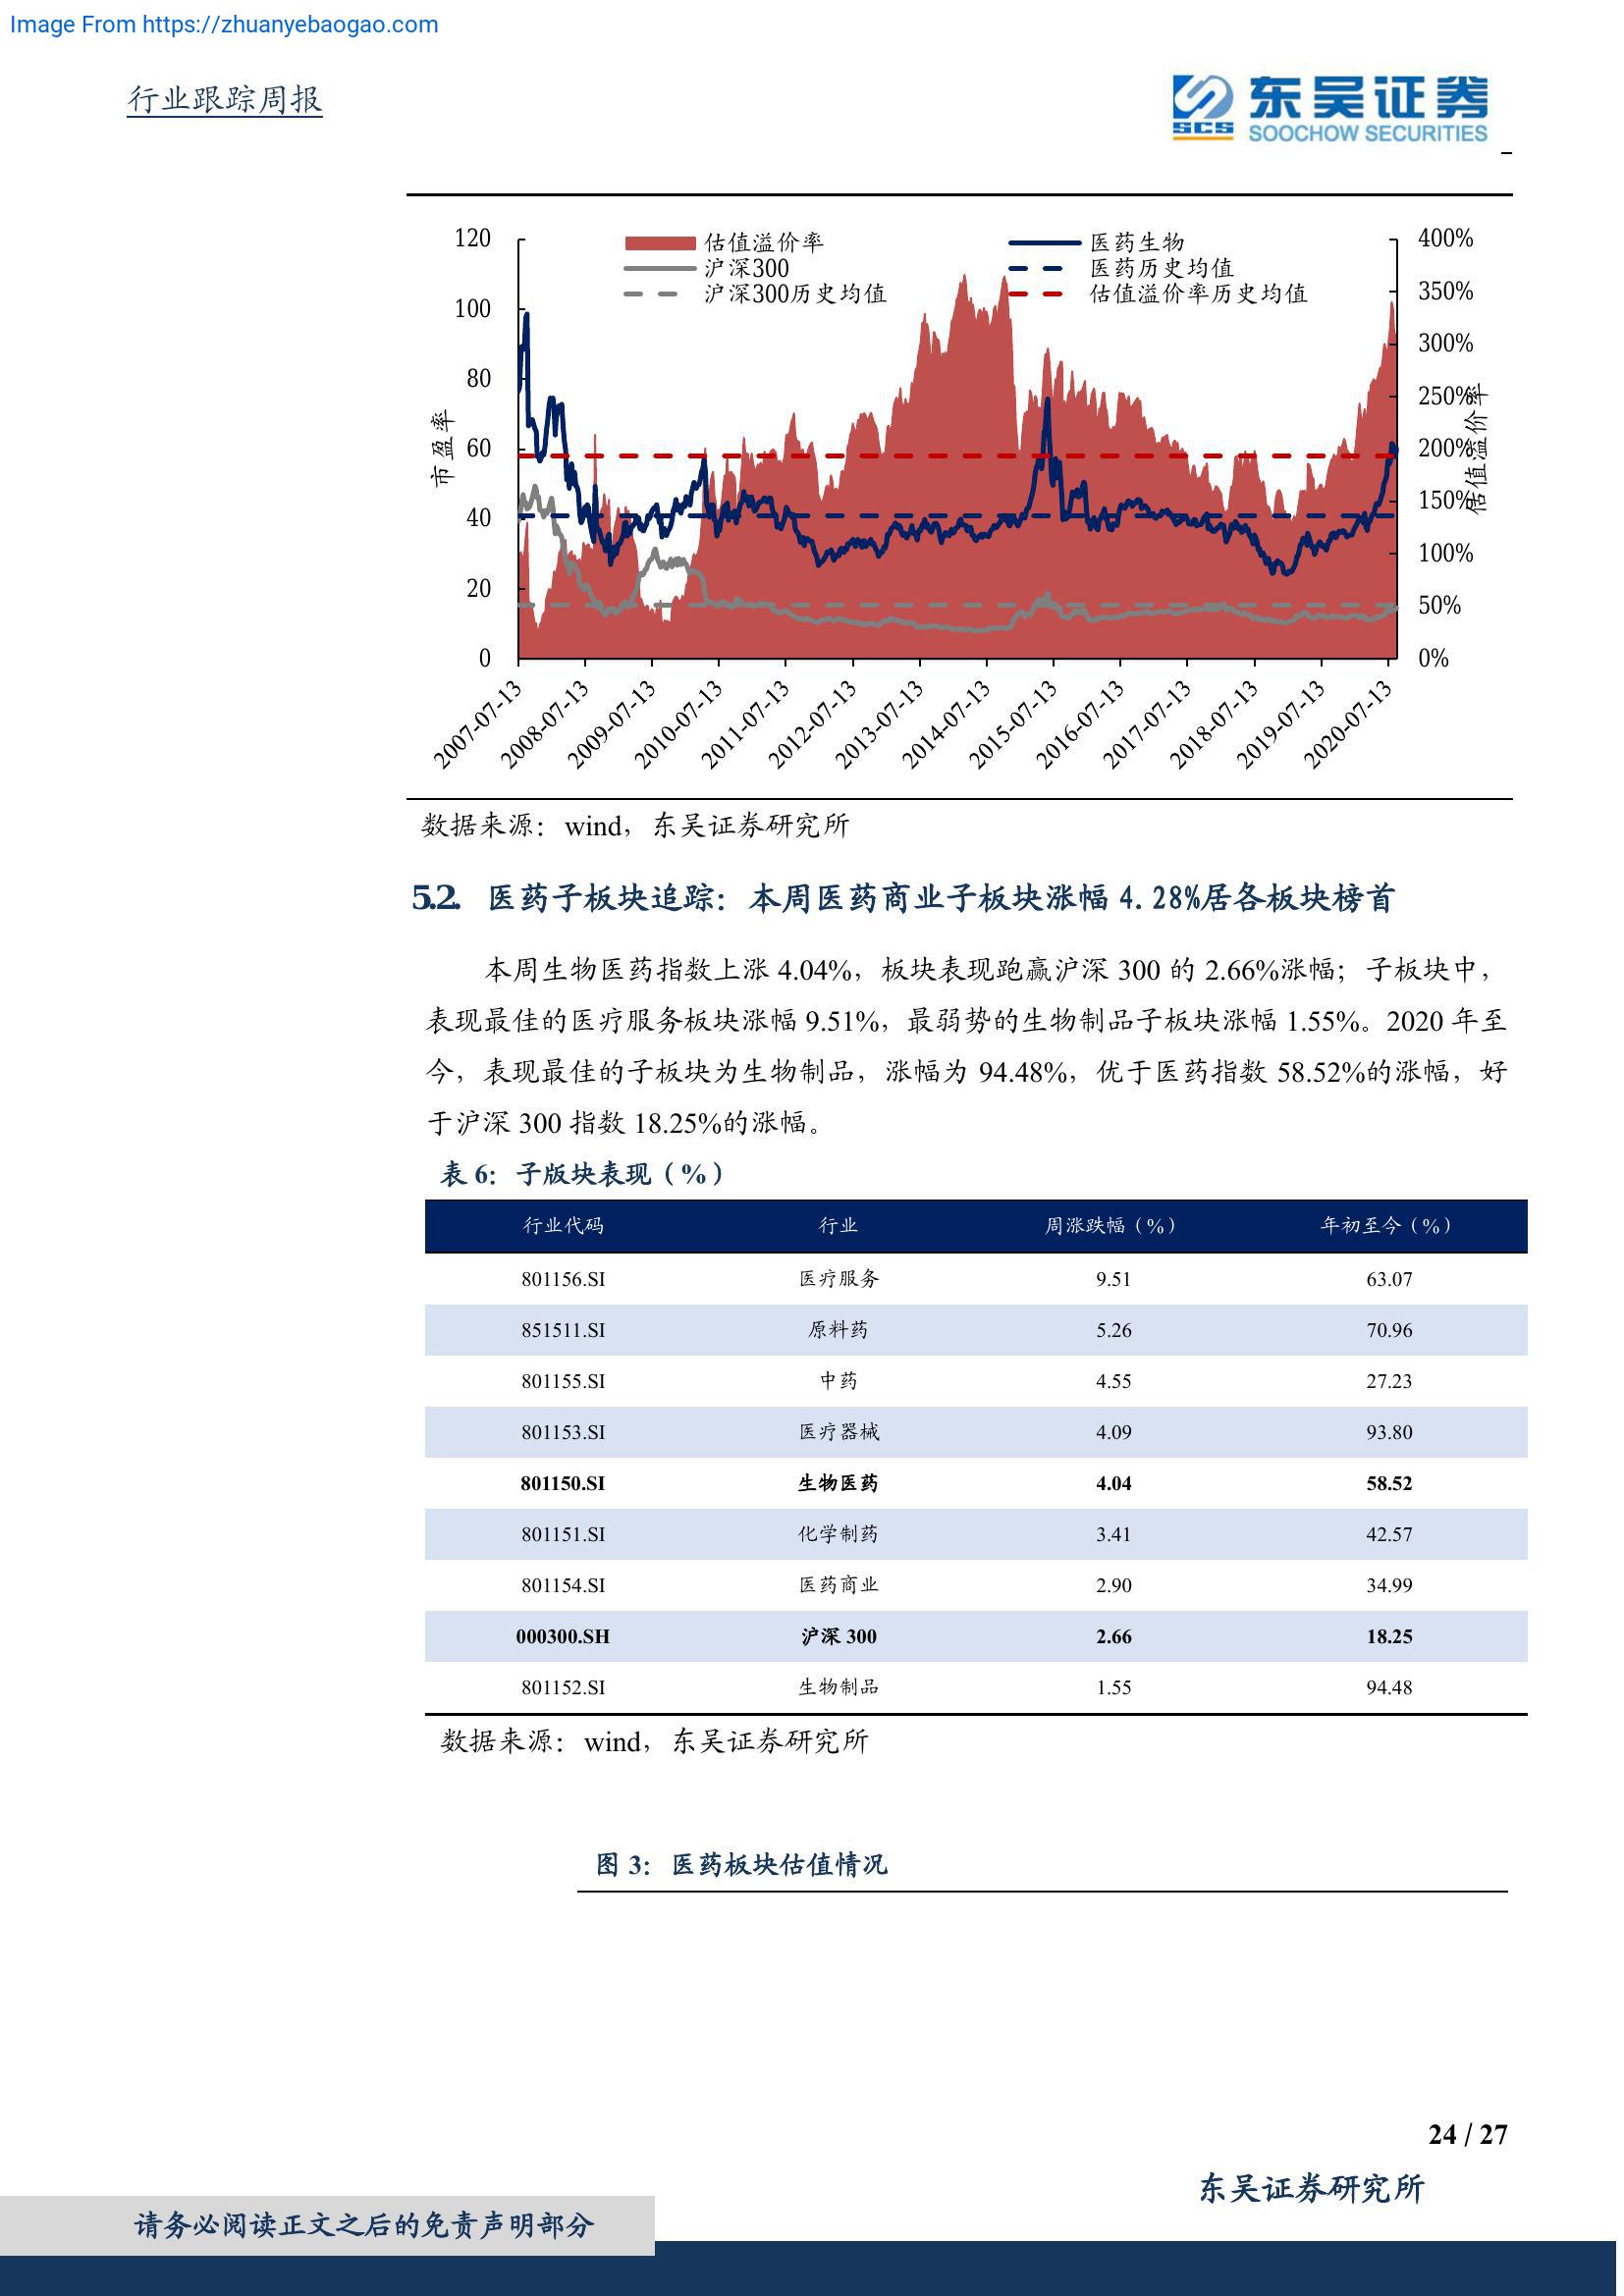 Image From https://zhuanyebaogao.com
行业跟踪周报
东吴证券
SCS
SOOCHOW SECURITIES
估值溢价率
医药生物
沪深300
医药历史均值
沪深300历史均值
估值溢价率历史均值
120
100
80
60
40
20
0
市盈率
400%
350%
300%
250%
200%
150%
100%
50%
0%
估值溢价率
2007-07-13
2008-07-13
2009-07-13
2010-07-13
2011-07-13
2012-07-13
2013-07-13
2014-07-13
2015-07-13
2016-07-13
2017-07-13
2018-07-13
2019-07-13
2020-07-13
数据来源：wind，东吴证券研究所
5.2. 医药子板块追踪：本周医药商业子板块涨幅 4.28%居各板块榜首
本周生物医药指数上涨 4.04%，板块表现跑赢沪深 300 的 2.66%涨幅；子板块中，
表现最佳的医疗服务板块涨幅 9.51%，最弱势的生物制品子板块涨幅 1.55%。2020 年至
今，表现最佳的子板块为生物制品，涨幅为 94.48%，优于医药指数 58.52%的涨幅，好
于沪深 300 指数 18.25%的涨幅。
表 6：子版块表现（%）
行业代码 行业 周涨跌幅（%） 年初至今（%）
801156.SI 医疗服务 9.51 63.07
851511.SI 原料药 5.26 70.96
801155.SI 中药 4.55 27.23
801153.SI 医疗器械 4.09 93.80
801150.SI 生物医药 4.04 58.52
801151.SI 化学制药 3.41 42.57
801154.SI 医药商业 2.90 34.99
000300.SH 沪深 300 2.66 18.25
801152.SI 生物制品 1.55 94.48
数据来源：wind，东吴证券研究所
图 3：医药板块估值情况
24 / 27
东吴证券研究所
请务必阅读正文之后的免责声明部分